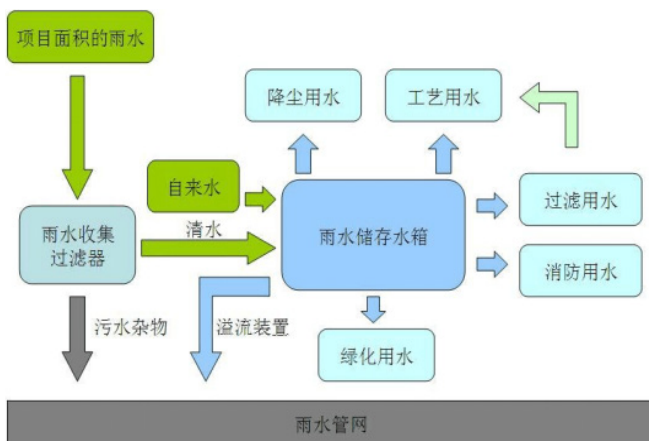 项目面积的雨水
降尘用水
工艺用水
自来水
过滤用水
雨水收集
过滤器
清水
雨水储存水箱
消防用水
污水杂物
溢流装置
绿化用水
雨水管网